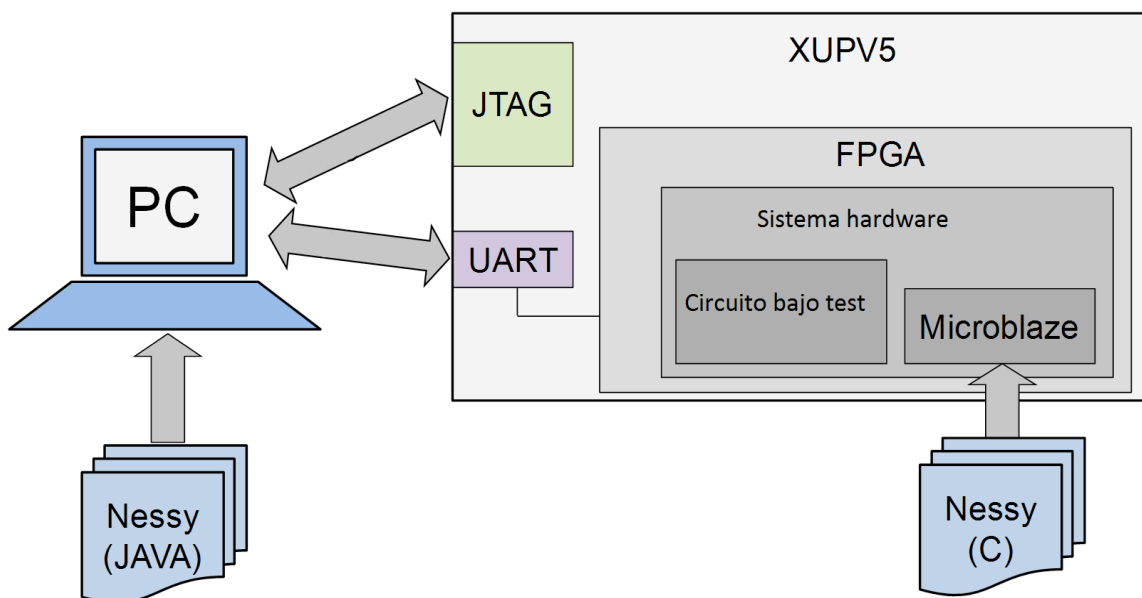 XUPV5
JTAG
FPGA
PC
Sistema hardware
UART
Circuito bajo test
Microblaze
Nessy
(JAVA)
Nessy
(C)